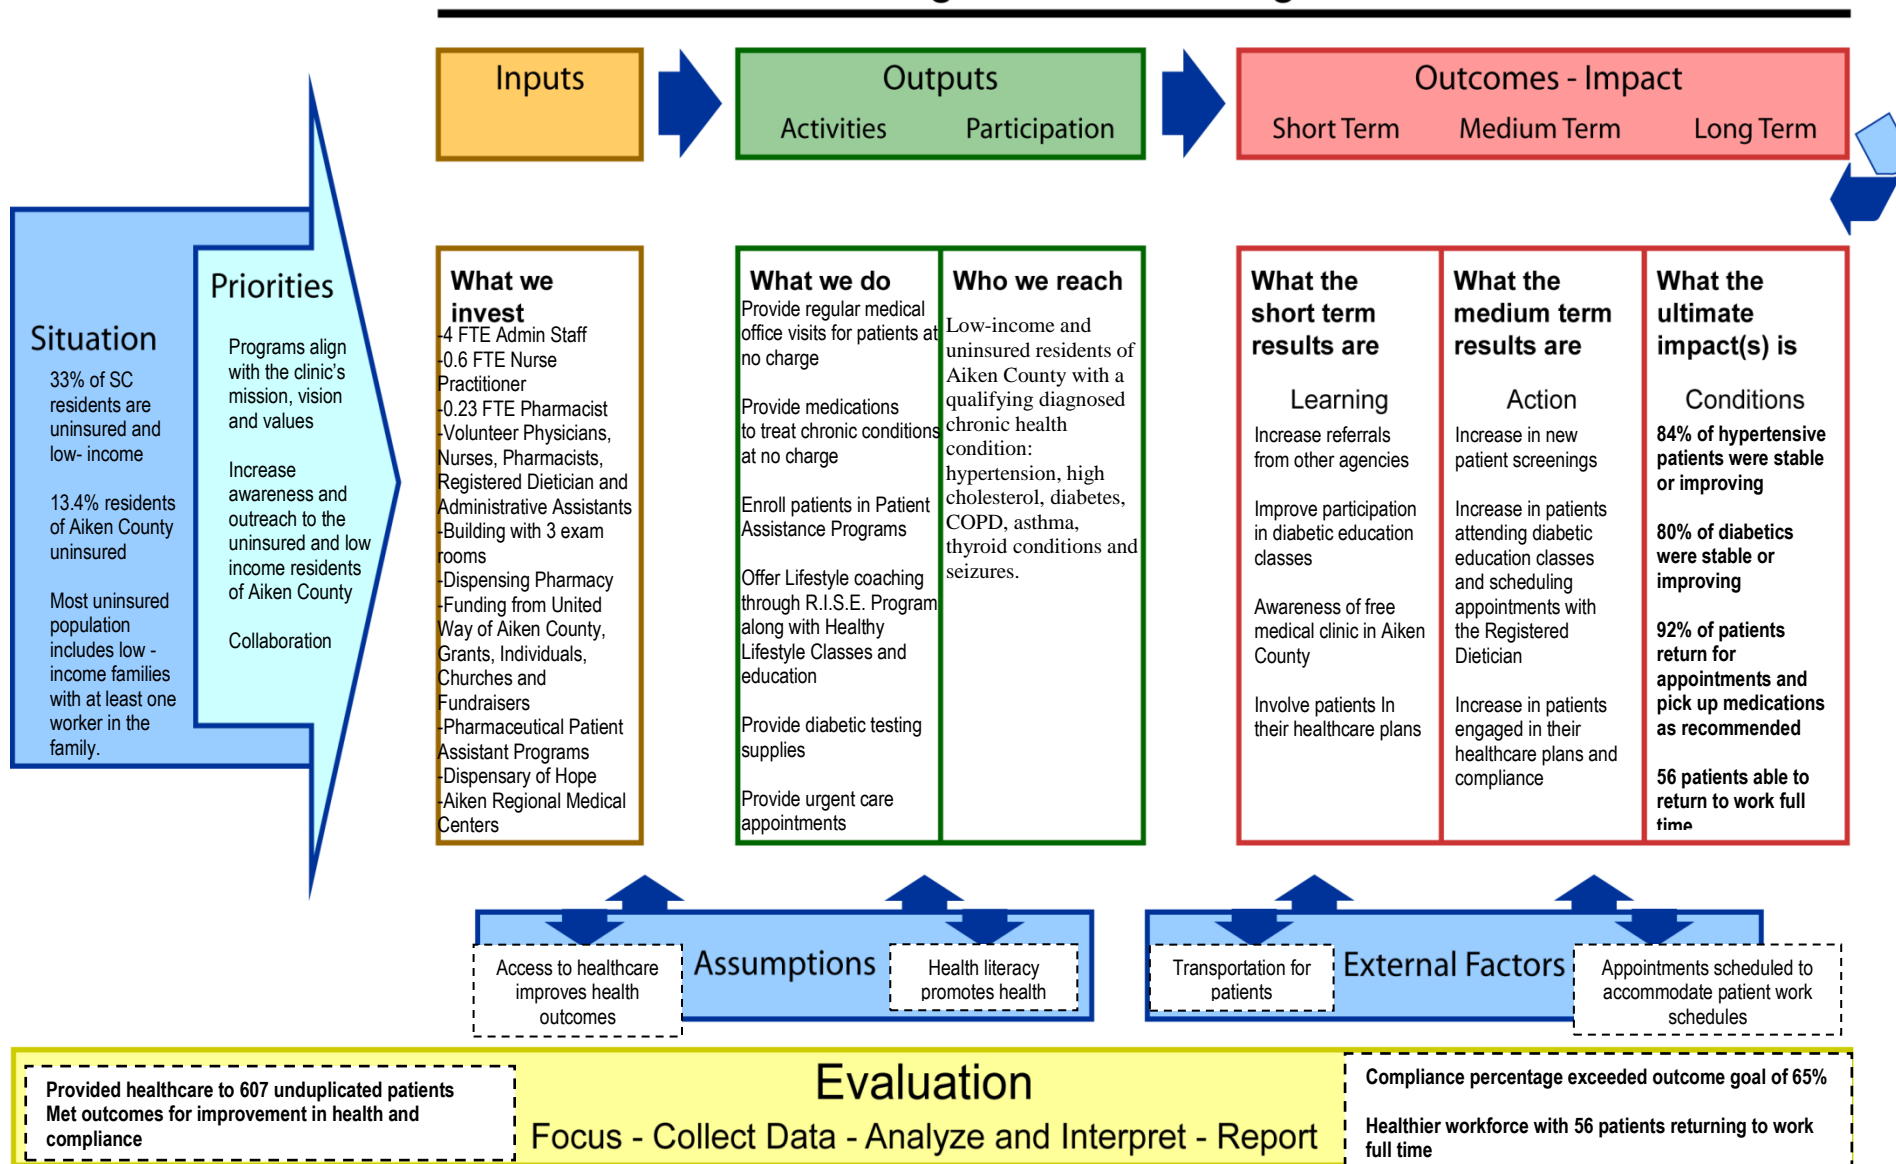 Inputs
Outputs
Activities
Participation
Outcomes - Impact
Short Term
Medium Term
Long Term
Situation
33% of SC
residents are
uninsured and
low- income
13.4% residents
of Aiken County
uninsured
Most uninsured
population
includes low -
income families
with at least one
worker in the
family.
Priorities
Programs align
with the clinic's
mission, vision
and values
Increase
awareness and
outreach to the
uninsured and low
income residents
of Aiken County
Collaboration
What we
invest
-4 FTE Admin Staff
-0.6 FTE Nurse
Practitioner
-0.23 FTE Pharmacist
-Volunteer Physicians,
Nurses, Pharmacists,
Registered Dietician and
Administrative Assistants
-Building with 3 exam
rooms
-Dispensing Pharmacy
-Funding from United
Way of Aiken County,
Grants, Individuals,
Churches and
Fundraisers
-Pharmaceutical Patient
Assistant Programs
-Dispensary of Hope
-Aiken Regional Medical
Centers
What we do
Provide regular medical
office visits for patients at
no charge
Provide medications
to treat chronic conditions
at no charge
Enroll patients in Patient
Assistance Programs
Offer Lifestyle coaching
through R.I.S.E. Program
along with Healthy
Lifestyle Classes and
education
Provide diabetic testing
supplies
Provide urgent care
appointments
Who we reach
Low-income and
uninsured residents of
Aiken County with a
qualifying diagnosed
chronic health
condition:
hypertension, high
cholesterol, diabetes,
COPD, asthma,
thyroid conditions and
seizures.
What the
short term
results are
Learning
Increase referrals
from other agencies
Improve participation
in diabetic education
classes
Awareness of free
medical clinic in Aiken
County
Involve patients In
their healthcare plans
What the
medium term
results are
Action
Increase in new
patient screenings
Increase in patients
attending diabetic
education classes
and scheduling
appointments with
the Registered
Dietician
Increase in patients
engaged in their
healthcare plans and
compliance
What the
ultimate
impact(s) is
Conditions
84% of hypertensive
patients were stable
or improving
80% of diabetics
were stable or
improving
92% of patients
return for
appointments and
pick up medications
as recommended
56 patients able to
return to work full
time
Assumptions
Access to healthcare
improves health
outcomes
Health literacy
promotes health
External Factors
Transportation for
patients
Appointments scheduled to
accommodate patient work
schedules
Evaluation
Focus - Collect Data - Analyze and Interpret - Report
Provided healthcare to 607 unduplicated patients
Met outcomes for improvement in health and
compliance
Compliance percentage exceeded outcome goal of 65%
Healthier workforce with 56 patients returning to work
full time